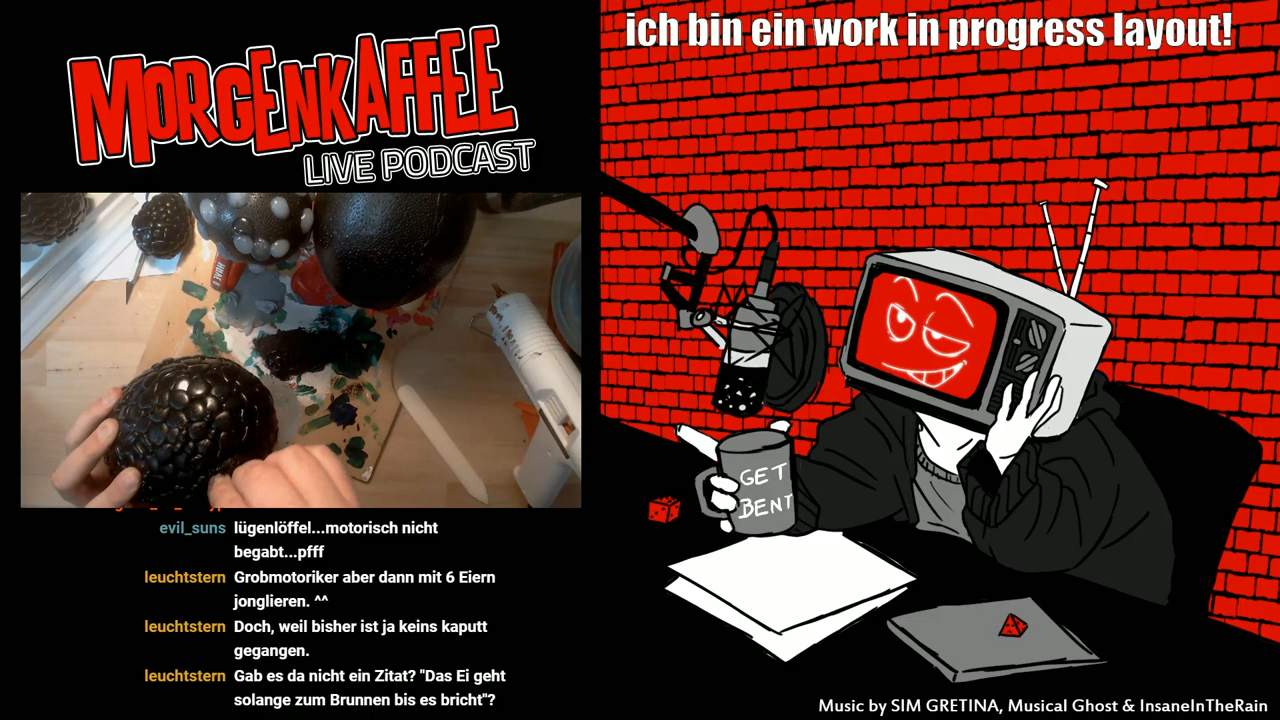 ich bin ein work in progress layout!
MORGENKAFFEE
LIVE PODCAST
GET
BENT
evil_suns lügenlöffel...motorisch nicht
begabt...pfff
leuchtstern Grobmotoriker aber dann mit 6 Eiern
jonglieren. ^^
leuchtstern Doch, weil bisher ist ja keins kaputt
gegangen.
leuchtstern Gab es da nicht ein Zitat? "Das Ei geht
solange zum Brunnen bis es bricht"?
Music by SIM GRETINA, Musical Ghost & InsaneInTheRain